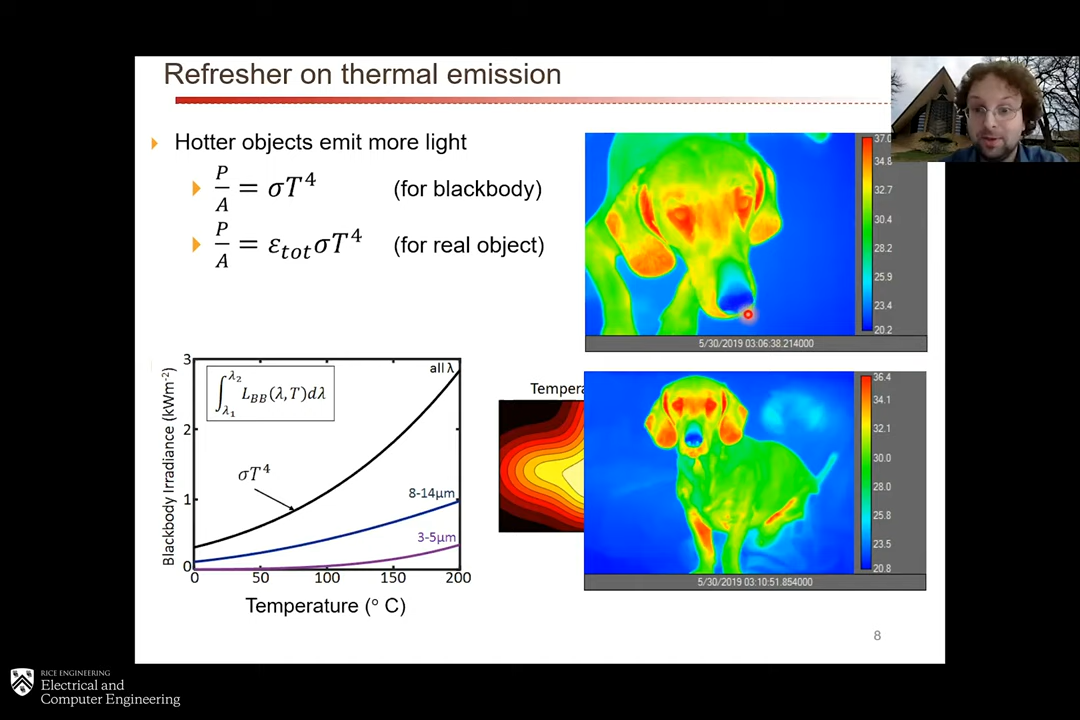 Refresher on thermal emission
Hotter objects emit more light
P/A = σT⁴ (for blackbody)
P/A = εtotσT⁴ (for real object)
37.0
34.8
32.7
30.4
28.2
25.9
23.4
20.2
5/30/2019 03:06:38.214000
3
2
1
0
Blackbody Irradiance (kWm⁻²)
∫λ₁^λ₂ L_BB(λ,T)dλ
all λ
σT⁴
8-14µm
3-5µm
0 50 100 150 200
Temperature (° C)
Tempera
36.4
34.1
32.1
30.0
28.0
25.8
23.5
20.8
5/30/2019 03:10:51.854000
8
RICE ENGINEERING
Electrical and
Computer Engineering